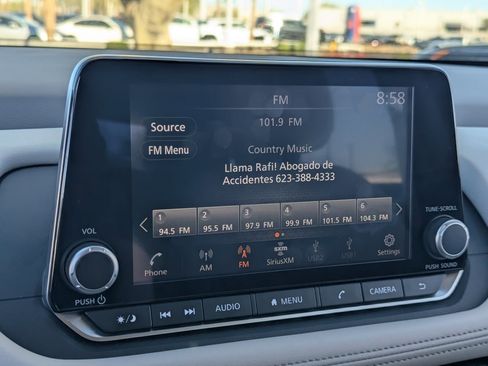 FM
8:58
Source
101.9 FM
FM Menu
Country Music
Llama Rafi! Abogado de
Accidentes 623-388-4333
1 2 3 4 5 6
94.5 FM 95.5 FM 97.9 FM 99.9 FM 101.5 FM 104.3 FM
VOL
TUNE•SCROLL
sxm
Phone AM FM SiriusXM USB2 USB1 Settings
PUSH
PUSH SOUND
AUDIO MENU CAMERA